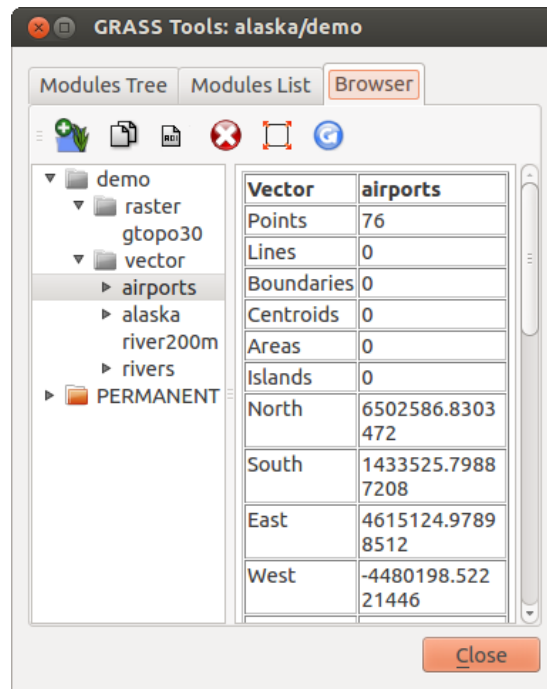 GRASS Tools: alaska/demo
Modules Tree
Modules List
Browser
demo
raster
gtopo30
vector
airports
alaska
river200m
rivers
PERMANENT
Vector airports
Points 76
Lines 0
Boundaries 0
Centroids 0
Areas 0
Islands 0
North 6502586.8303
472
South 1433525.7988
7208
East 4615124.9789
8512
West -4480198.522
21446
Close